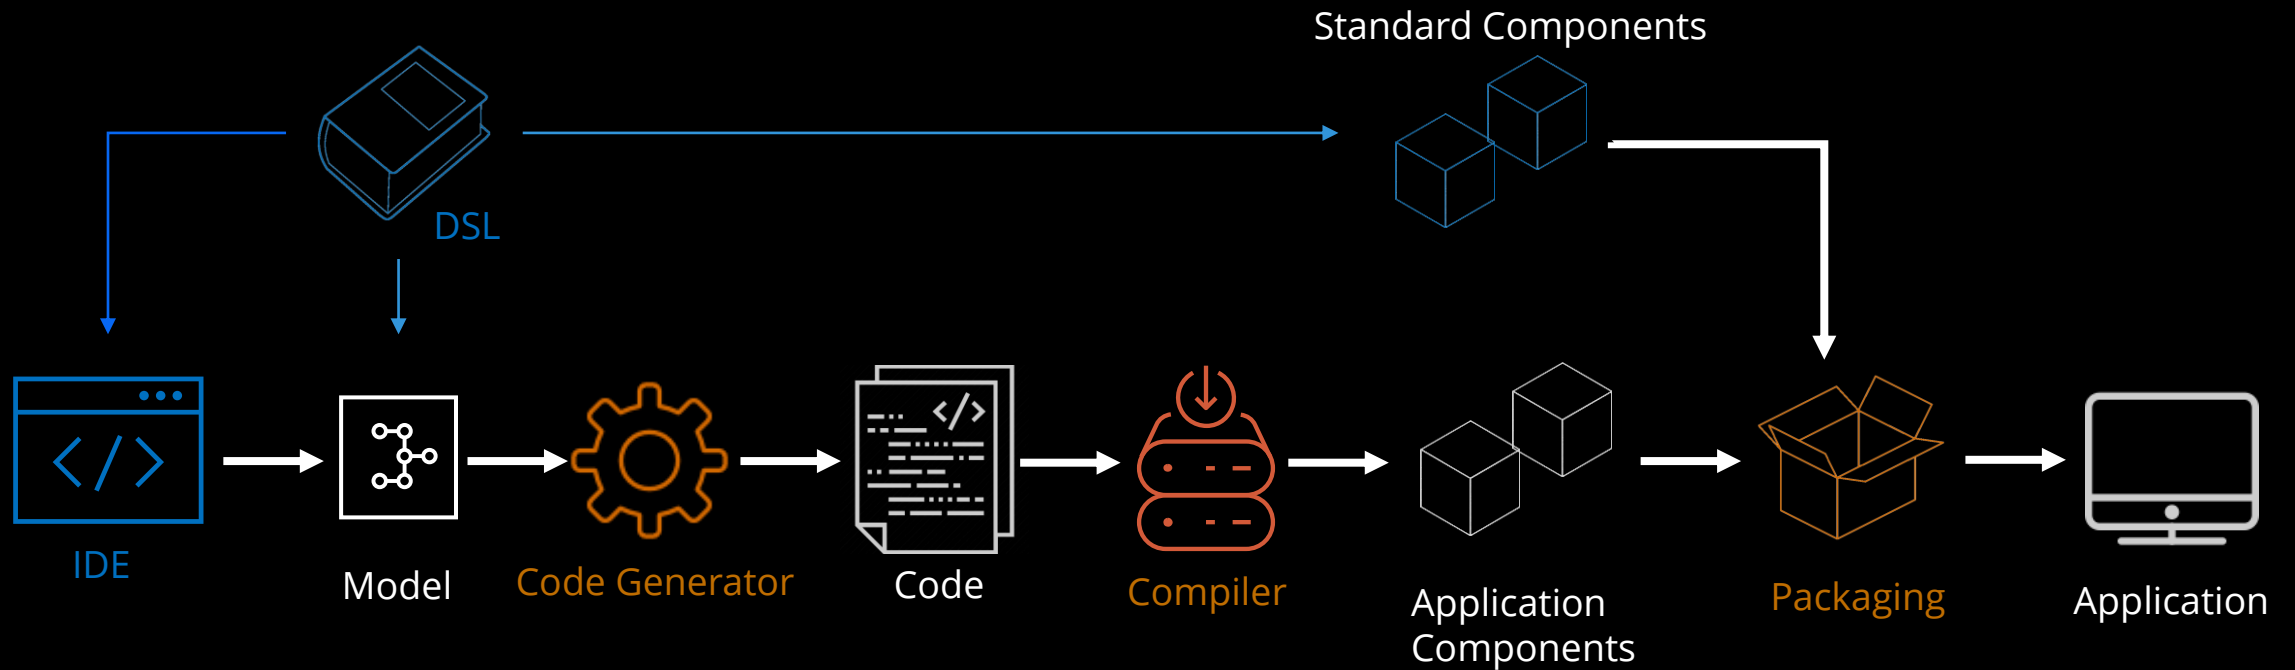 Standard Components
DSL
IDE
Model
Code Generator
Code
Compiler
Application
Components
Packaging
Application